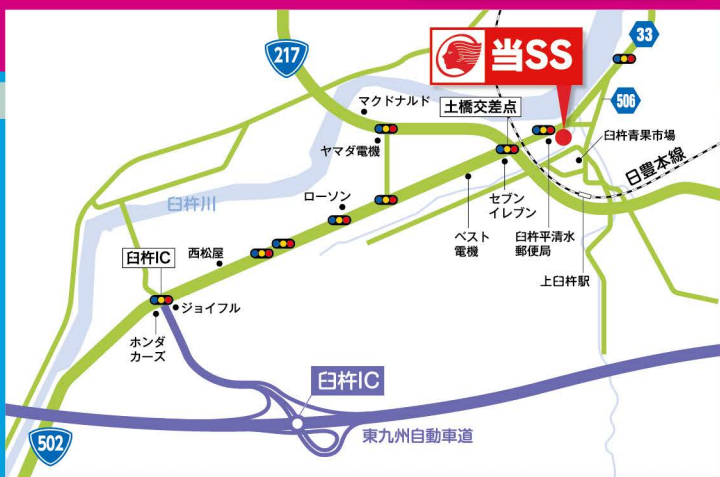 217
当SS
33
506
マクドナルド
土橋交差点
ヤマダ電機
臼杵青果市場
日豊本線
臼杵川
ローソン
セブン
イレブン
ベスト
電機
臼杵平清水
郵便局
西松屋
臼杵IC
上臼杵駅
ジョイフル
ホンダ
カーズ
臼杵IC
東九州自動車道
502